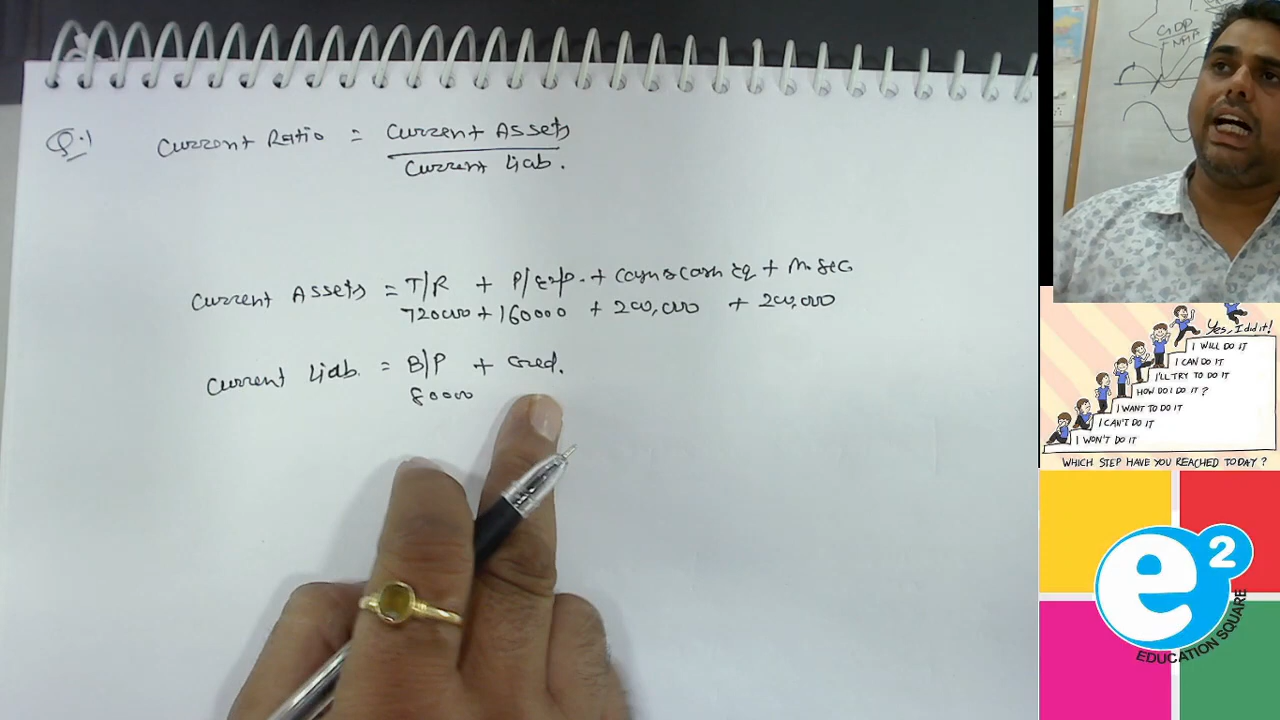 Q.1 Current Ratio = Current Assets
Current Liab.
Current Assets = T/R + P/Exp. + Cash & Cash Eq + M. Sec
720000 + 160000 + 200,000 + 200,000
Current Liab. = B/P + Cred.
80000
GDP
Yes, I did it!
I WILL DO IT
I CAN DO IT
I'LL TRY TO DO IT
HOW DO I DO IT?
I WANT TO DO IT
I CAN'T DO IT
I WON'T DO IT
WHICH STEP HAVE YOU REACHED TODAY?
e2
EDUCATION SQUARE